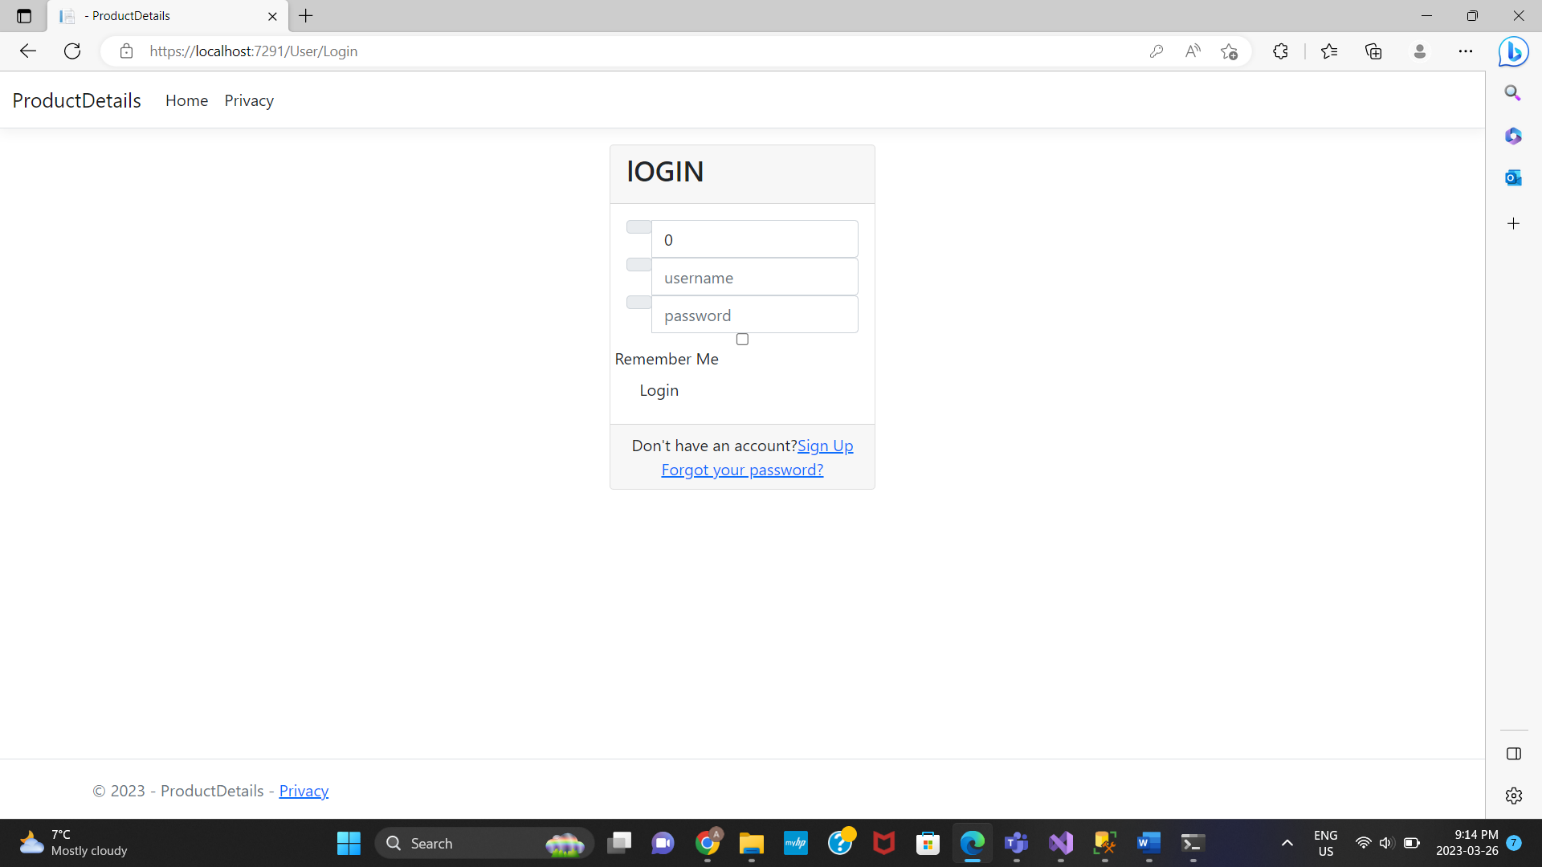 - ProductDetails
https://localhost:7291/User/Login
ProductDetails Home Privacy
lOGIN
0
username
password
Remember Me
Login
Don't have an account?Sign Up
Forgot your password?
© 2023 - ProductDetails - Privacy
7°C
Mostly cloudy
Search
myhp
ENG
US
9:14 PM
2023-03-26
7